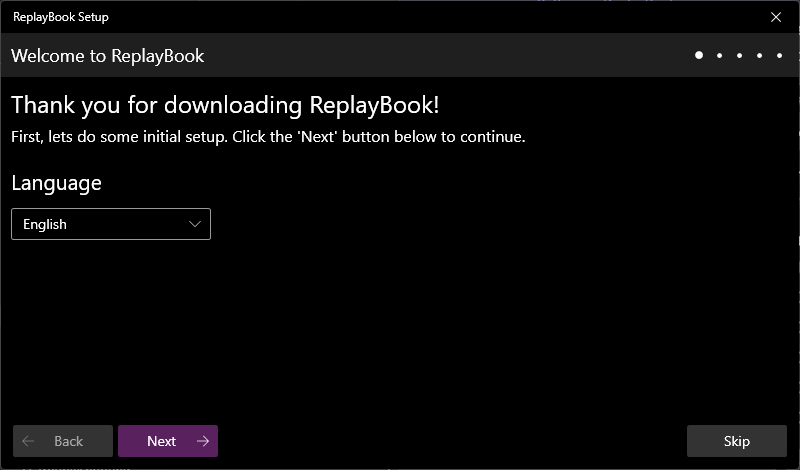 ReplayBook Setup
Welcome to ReplayBook
Thank you for downloading ReplayBook!
First, lets do some initial setup. Click the 'Next' button below to continue.
Language
English
Back
Next
Skip